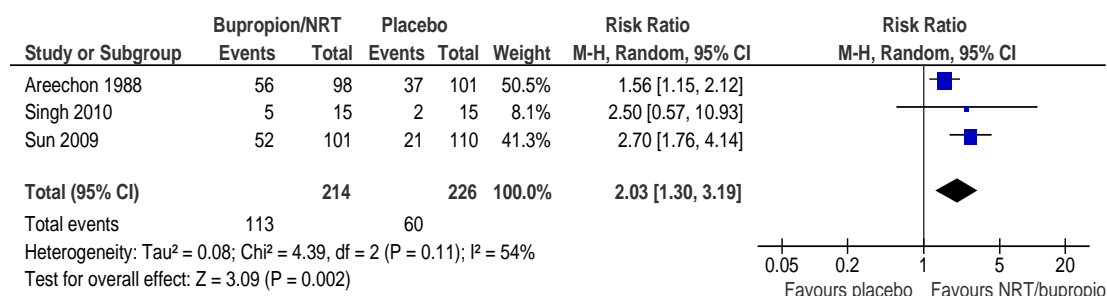 Bupropion/NRT Placebo Risk Ratio Risk Ratio
Study or Subgroup Events Total Events Total Weight M-H, Random, 95% CI M-H, Random, 95% CI
Areechon 1988 56 98 37 101 50.5% 1.56 [1.15, 2.12]
Singh 2010 5 15 2 15 8.1% 2.50 [0.57, 10.93]
Sun 2009 52 101 21 110 41.3% 2.70 [1.76, 4.14]
Total (95% CI) 214 226 100.0% 2.03 [1.30, 3.19]
Total events 113 60
Heterogeneity: Tau² = 0.08; Chi² = 4.39, df = 2 (P = 0.11); I² = 54%
Test for overall effect: Z = 3.09 (P = 0.002)
0.05 0.2 1 5 20
Favours placebo Favours NRT/bupropio